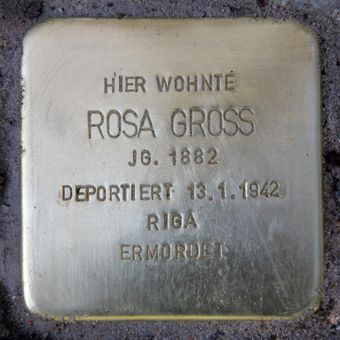 HIER WOHNTE
ROSA GROSS
JG. 1882
DEPORTIERT 13.1.1942
RIGA
ERMORDET